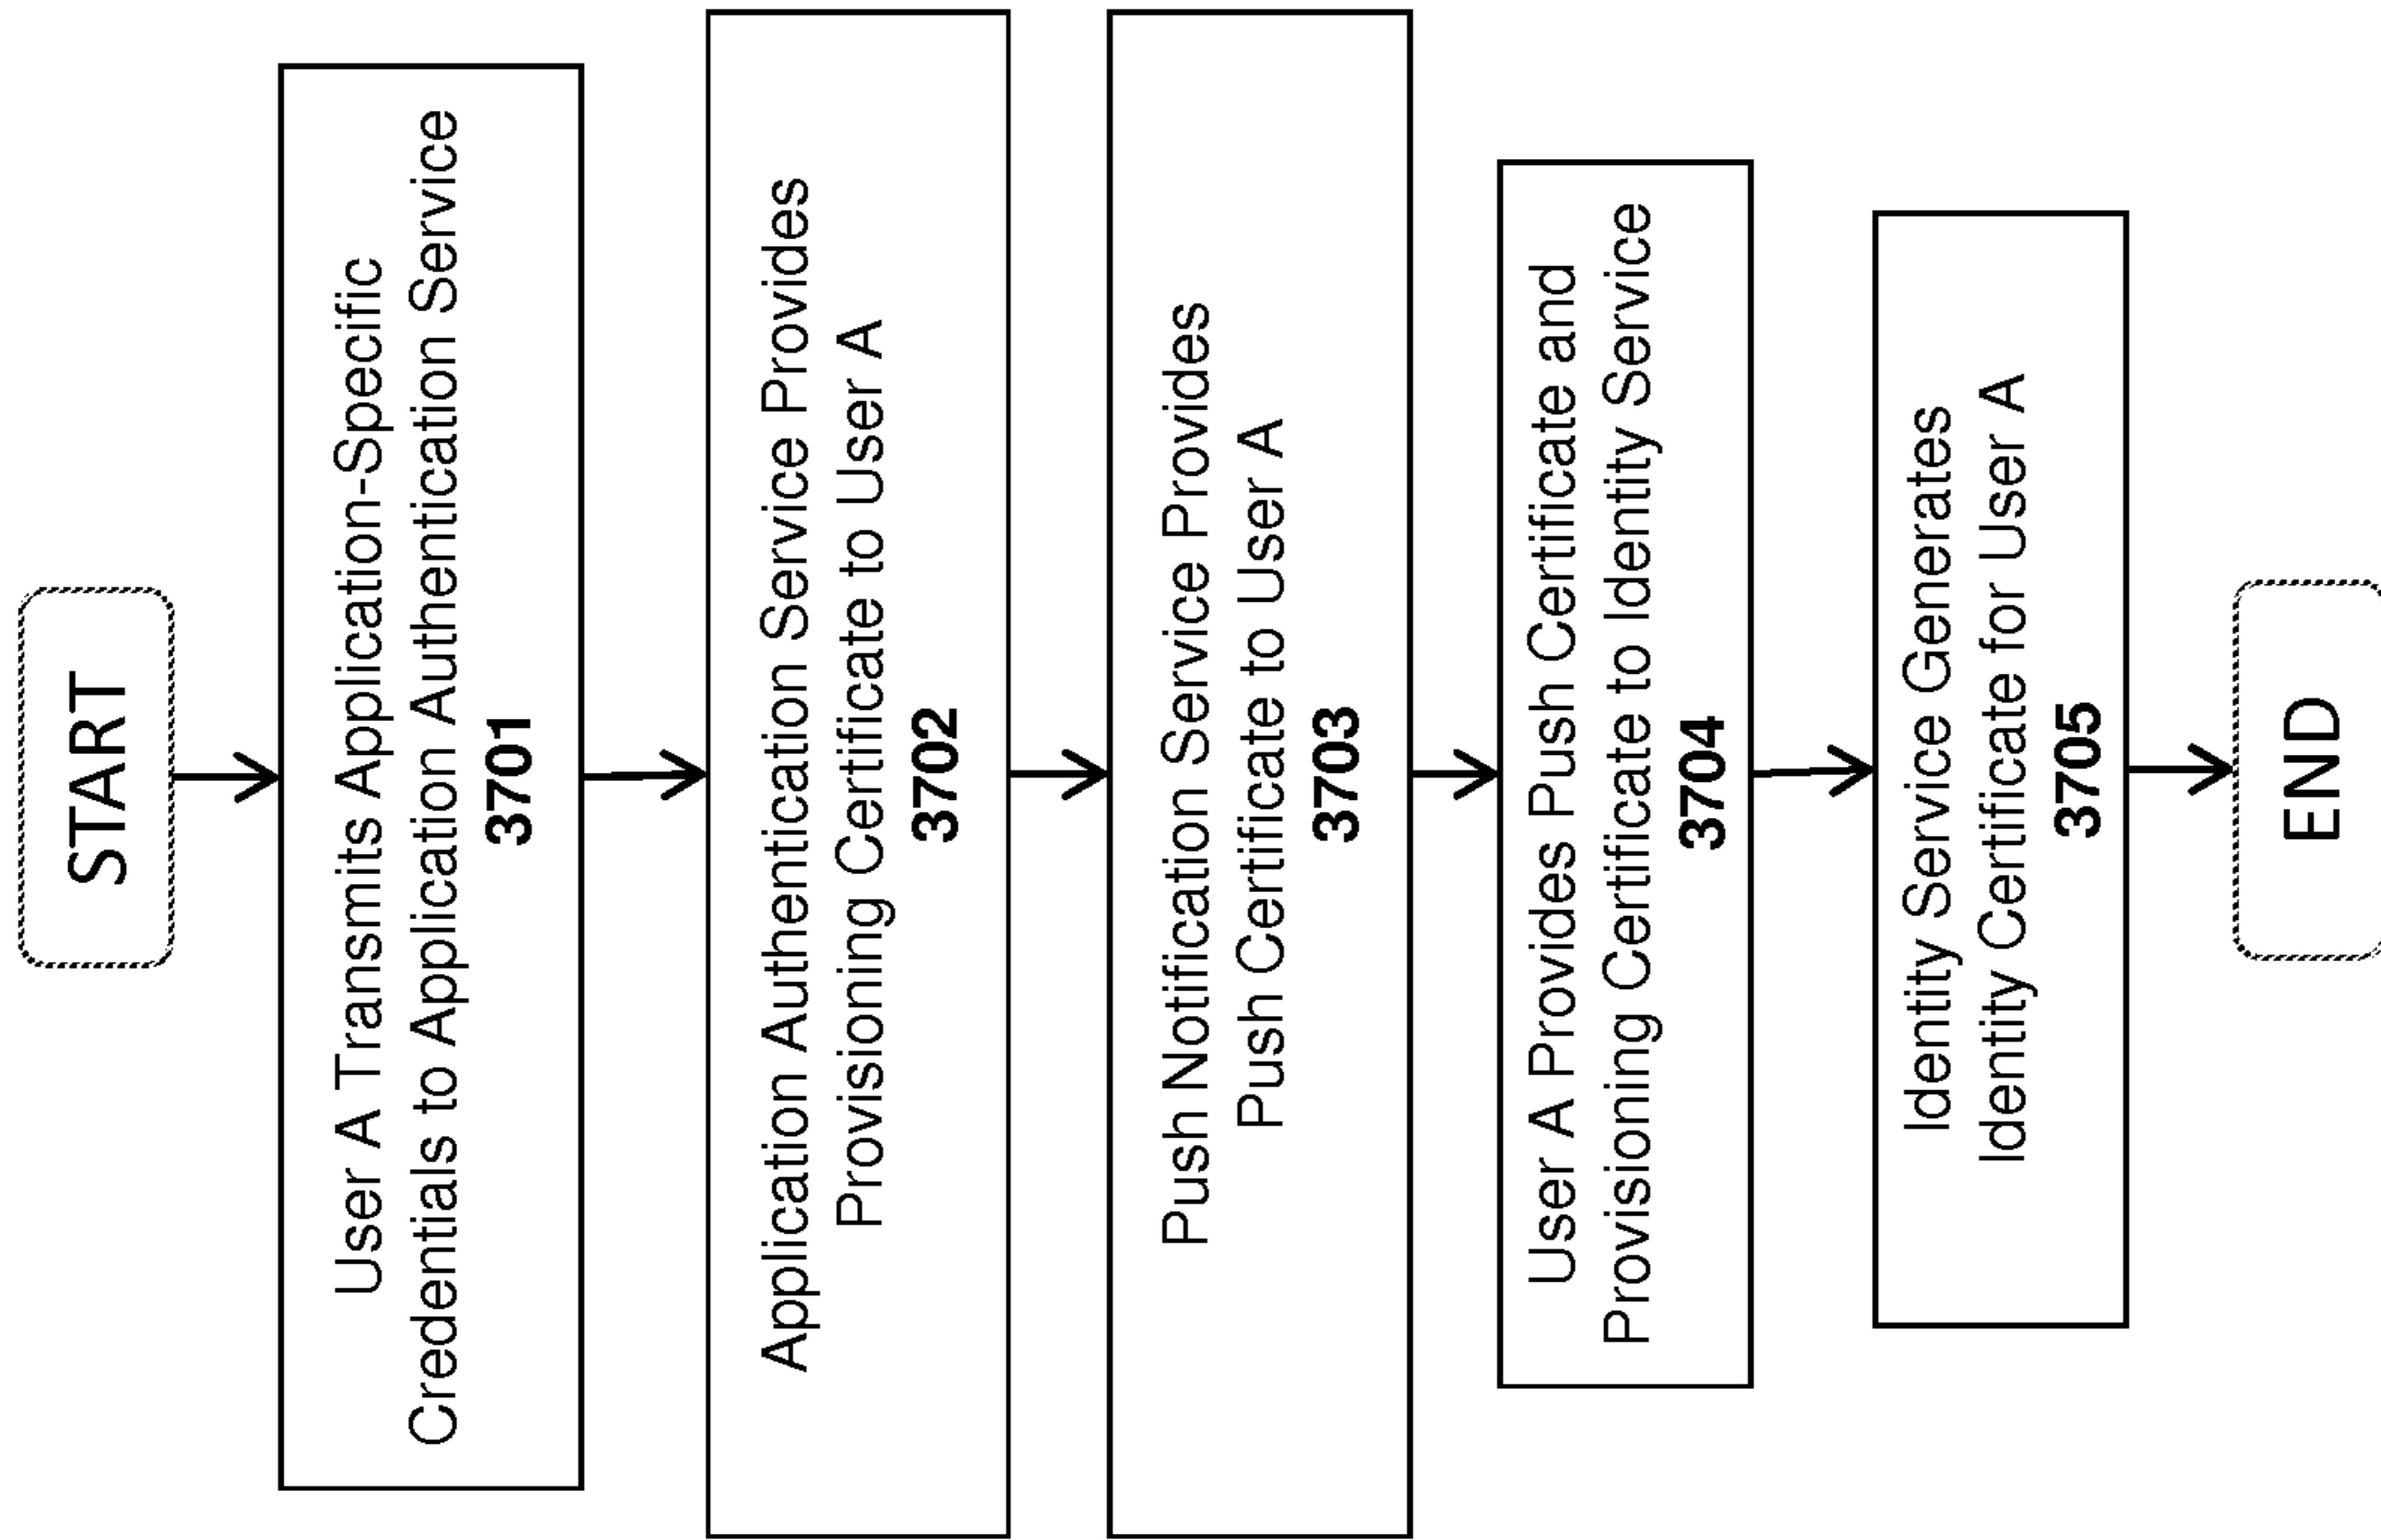 START
User A Transmits Application-Specific
Credentials to Application Authentication Service
3701
Application Authentication Service Provides
Provisioning Certificate to User A
3702
Push Notification Service Provides
Push Certificate to User A
3703
User A Provides Push Certificate and
Provisioning Certificate to Identity Service
3704
Identity Service Generates
Identity Certificate for User A
3705
END